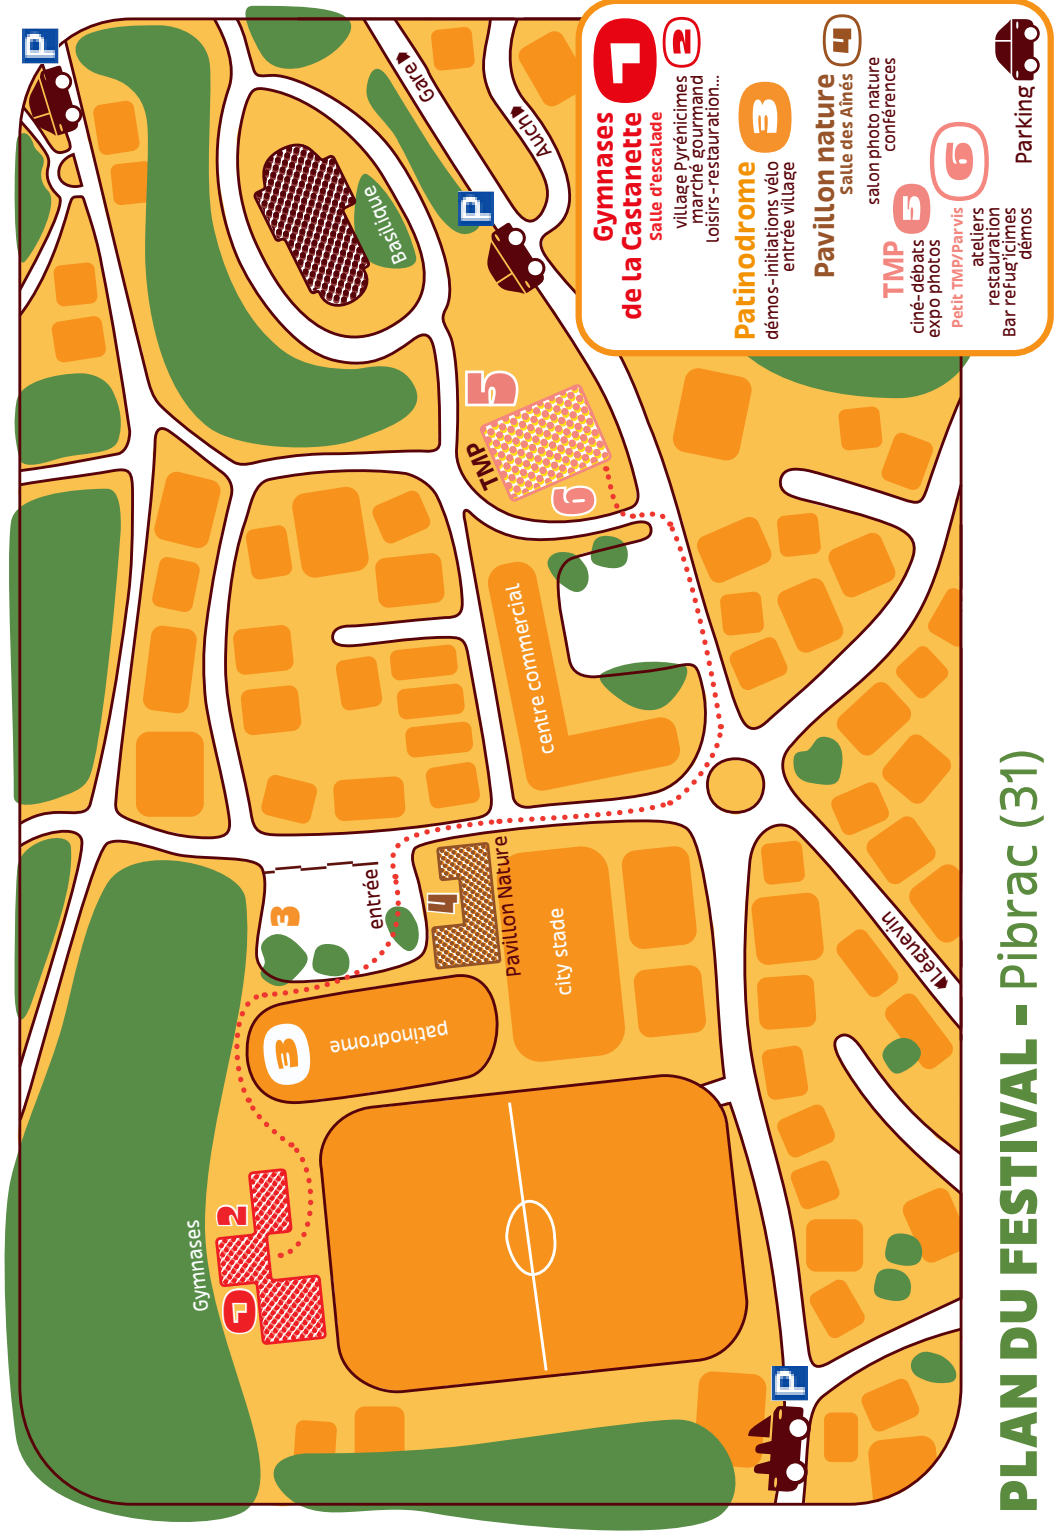 PLAN DU FESTIVAL - Pibrac (31)
1
Gymnases
de La Castanette
Salle d'escalade
2
village Pyrénicimes
marché gourmand
loisirs-restauration...
3
Patinodrome
démos-initiations vélo
entrée village
4
Pavillon nature
Salle des Aînés
salon photo nature
conférences
5
TMP
ciné-débats
expo photos
6
Petit TMP/Parvis
ateliers
restauration
Bar refug'icimes
démos
Parking
P
Gare
Auch
P
Basilique
TMP
5
6
centre commercial
3
entrée
4
Pavillon Nature
city stade
3
patinodrome
Gymnases
1
2
Léguevin
P